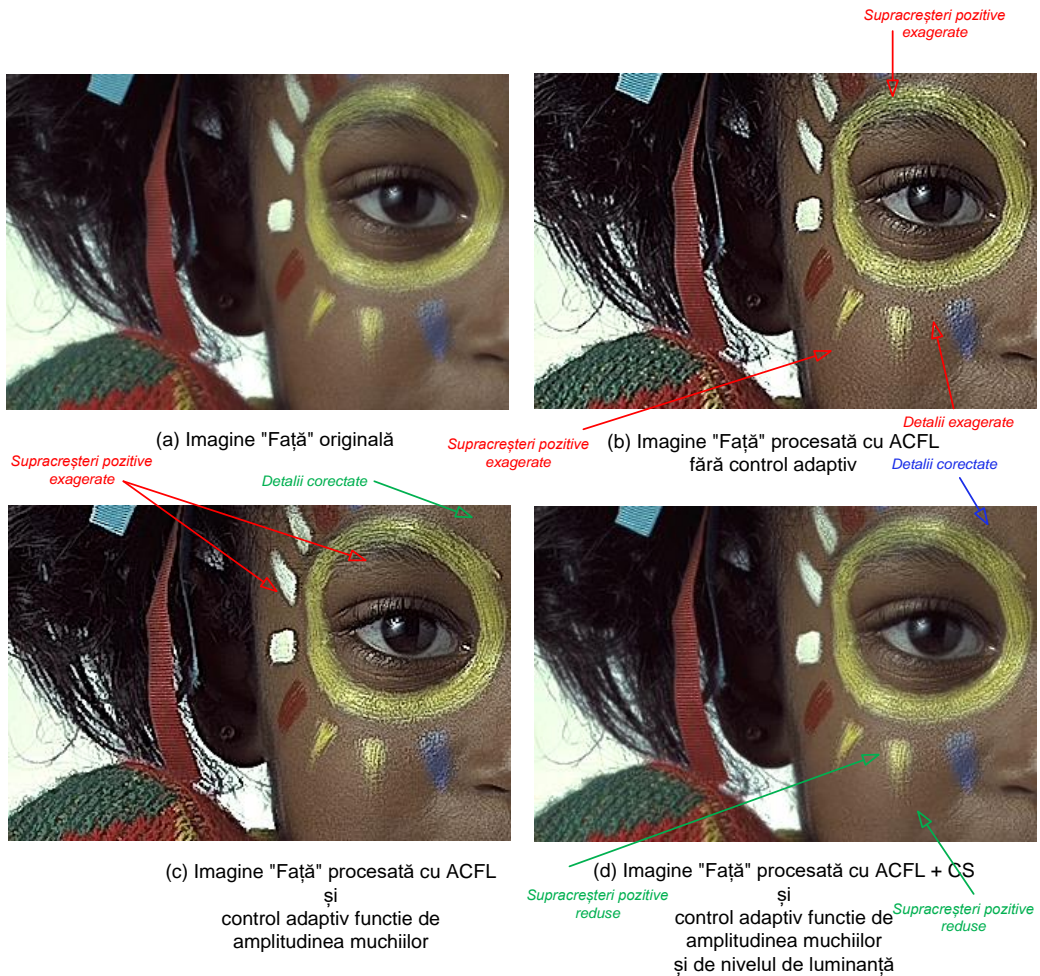 Supracreșteri pozitive
exagerate
(a) Imagine "Față" originală
Supracreșteri pozitive
exagerate
(b) Imagine "Față" procesată cu ACFL
fără control adaptiv
Detalii exagerate
Supracreșteri pozitive
exagerate
Detalii corectate
Detalii corectate
(c) Imagine "Față" procesată cu ACFL
și
control adaptiv functie de
amplitudinea muchiilor
(d) Imagine "Față" procesată cu ACFL + CS
și
control adaptiv functie de
amplitudinea muchiilor
și de nivelul de luminanță
Supracreșteri pozitive
reduse
Supracreșteri pozitive
reduse